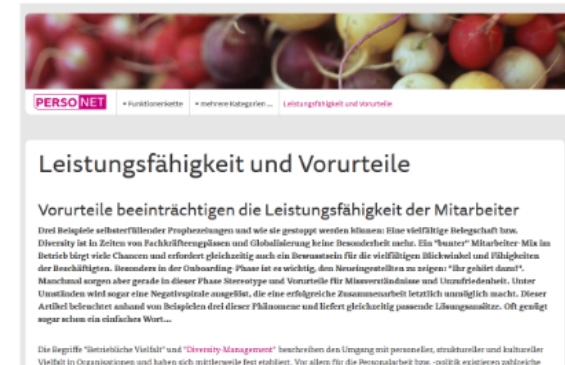 PERSONET
• Funktionenkette
• mehrere Kategorien ...
Leistungsfähigkeit und Vorurteile
Leistungsfähigkeit und Vorurteile
Vorurteile beeinträchtigen die Leistungsfähigkeit der Mitarbeiter
Drei Beispiele selbsterfüllender Prophezeiungen und wie sie gestoppt werden können: Eine vielfältige Belegschaft bzw.
Diversity ist in Zeiten von Fachkräfteengpässen und Globalisierung keine Besonderheit mehr. Ein "bunter" Mitarbeiter-Mix im
Betrieb birgt viele Chancen und erfordert gleichzeitig auch ein Bewusstsein für die vielfältigen Blickwinkel und Fähigkeiten
der Beschäftigten. Besonders in der Onboarding-Phase ist es wichtig, den Neueingestellten zu zeigen: "Ihr gehört dazu!".
Manchmal sorgen aber gerade in dieser Phase Stereotype und Vorurteile für Missverständnisse und Unzufriedenheit. Unter
Umständen wird sogar eine Negativspirale ausgelöst, die eine erfolgreiche Zusammenarbeit letztlich unmöglich macht. Dieser
Artikel beleuchtet anhand von Beispielen drei dieser Phänomene und liefert gleichzeitig passende Lösungsansätze. Oft genügt
sogar schon ein einfaches Wort...
Die Begriffe "Betriebliche Vielfalt" und "Diversity-Management" beschreiben den Umgang mit personeller, struktureller und kultureller
Vielfalt in Organisationen und haben sich mittlerweile fest etabliert. Vor allem für die Personalarbeit bzw. -politik existieren zahlreiche